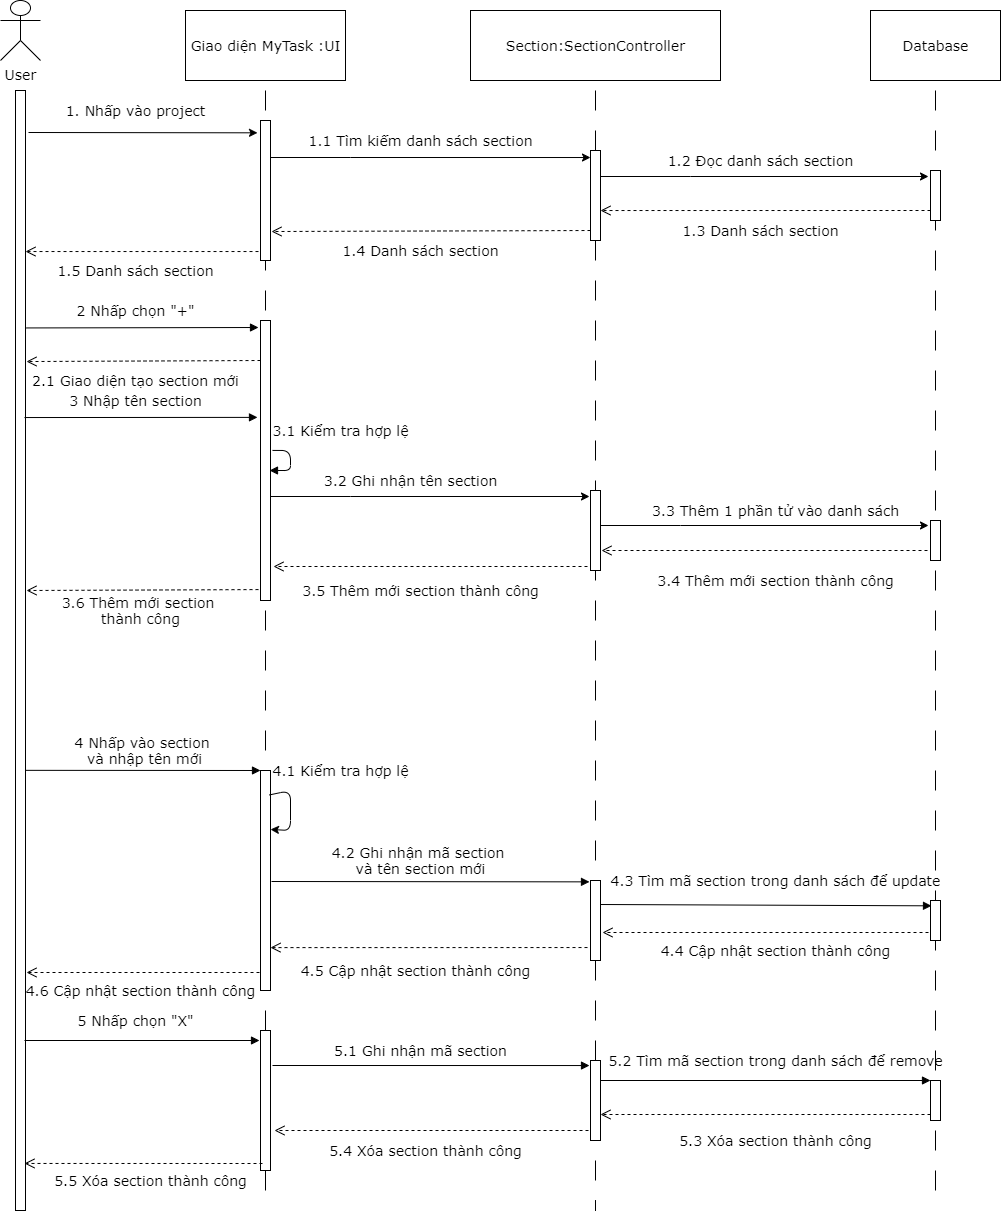 User
Giao diện MyTask :UI
Section:SectionController
Database
1. Nhấp vào project
1.1 Tìm kiếm danh sách section
1.2 Đọc danh sách section
1.3 Danh sách section
1.4 Danh sách section
1.5 Danh sách section
2 Nhấp chọn "+"
2.1 Giao diện tạo section mới
3 Nhập tên section
3.1 Kiểm tra hợp lệ
3.2 Ghi nhận tên section
3.3 Thêm 1 phần tử vào danh sách
3.4 Thêm mới section thành công
3.5 Thêm mới section thành công
3.6 Thêm mới section
thành công
4 Nhấp vào section
và nhập tên mới
4.1 Kiểm tra hợp lệ
4.2 Ghi nhận mã section
và tên section mới
4.3 Tìm mã section trong danh sách để update
4.4 Cập nhật section thành công
4.5 Cập nhật section thành công
4.6 Cập nhật section thành công
5 Nhấp chọn "X"
5.1 Ghi nhận mã section
5.2 Tìm mã section trong danh sách để remove
5.3 Xóa section thành công
5.4 Xóa section thành công
5.5 Xóa section thành công